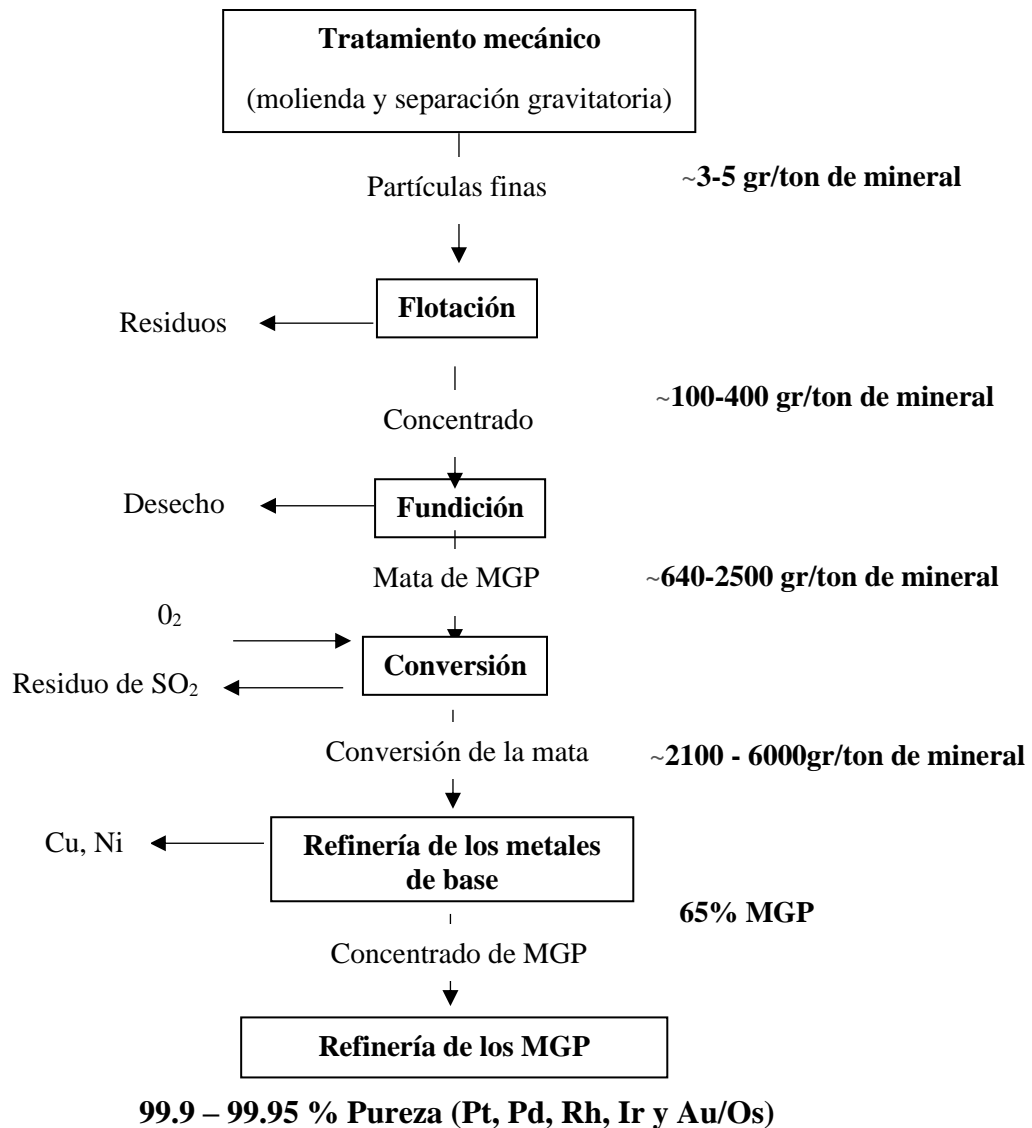 Tratamiento mecánico
(molienda y separación gravitatoria)
Partículas finas
~3-5 gr/ton de mineral
Flotación
Residuos
~100-400 gr/ton de mineral
Concentrado
Desecho
Fundición
Mata de MGP
~640-2500 gr/ton de mineral
0₂
Conversión
Residuo de SO₂
Conversión de la mata
~2100 - 6000gr/ton de mineral
Cu, Ni
Refinería de los metales
de base
65% MGP
Concentrado de MGP
Refinería de los MGP
99.9 – 99.95 % Pureza (Pt, Pd, Rh, Ir y Au/Os)